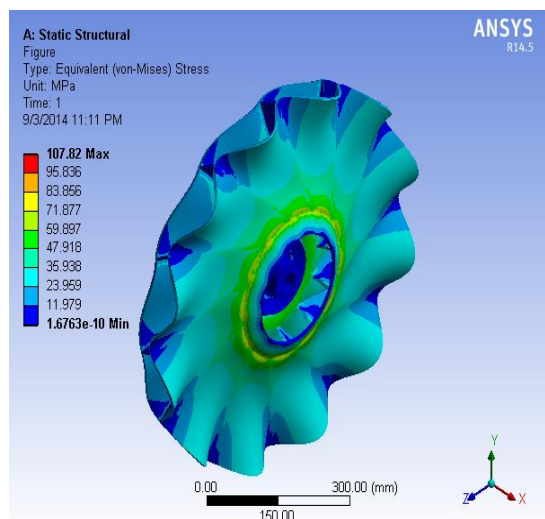 A: Static Structural
Figure
Type: Equivalent (von-Mises) Stress
Unit: MPa
Time: 1
9/3/2014 11:11 PM
ANSYS
R14.5
107.82 Max
95.836
83.856
71.877
59.897
47.918
35.938
23.959
11.979
1.6763e-10 Min
0.00
300.00 (mm)
150.00
Y
Z
X